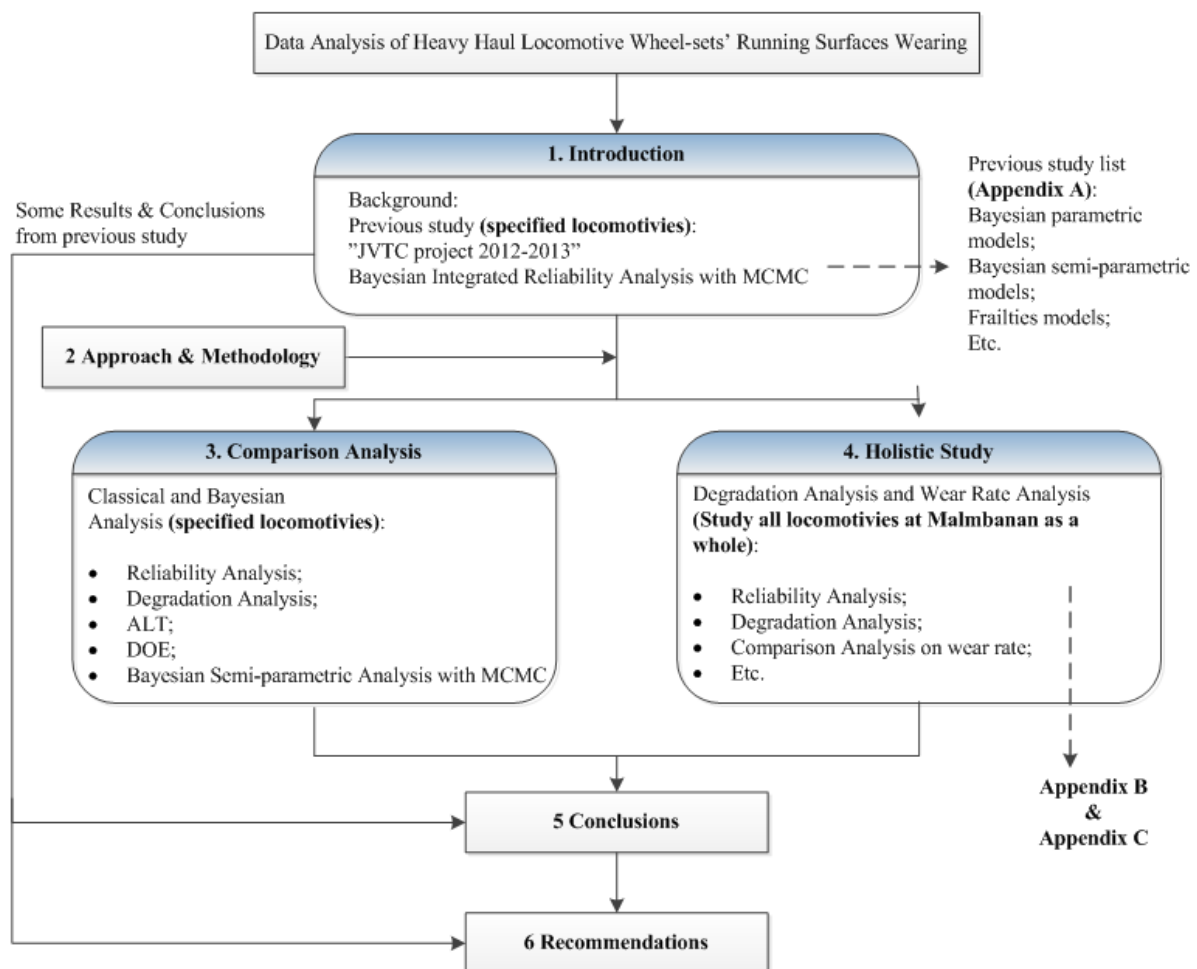 Data Analysis of Heavy Haul Locomotive Wheel-sets' Running Surfaces Wearing
1. Introduction
Background:
Previous study (specified locomotivies):
"JVTC project 2012-2013"
Bayesian Integrated Reliability Analysis with MCMC
Previous study list
(Appendix A):
Bayesian parametric
models;
Bayesian semi-parametric
models;
Frailties models;
Etc.
Some Results & Conclusions
from previous study
2 Approach & Methodology
3. Comparison Analysis
Classical and Bayesian
Analysis (specified locomotivies):
• Reliability Analysis;
• Degradation Analysis;
• ALT;
• DOE;
• Bayesian Semi-parametric Analysis with MCMC
4. Holistic Study
Degradation Analysis and Wear Rate Analysis
(Study all locomotivies at Malmbanan as a
whole):
• Reliability Analysis;
• Degradation Analysis;
• Comparison Analysis on wear rate;
• Etc.
Appendix B
&
Appendix C
5 Conclusions
6 Recommendations